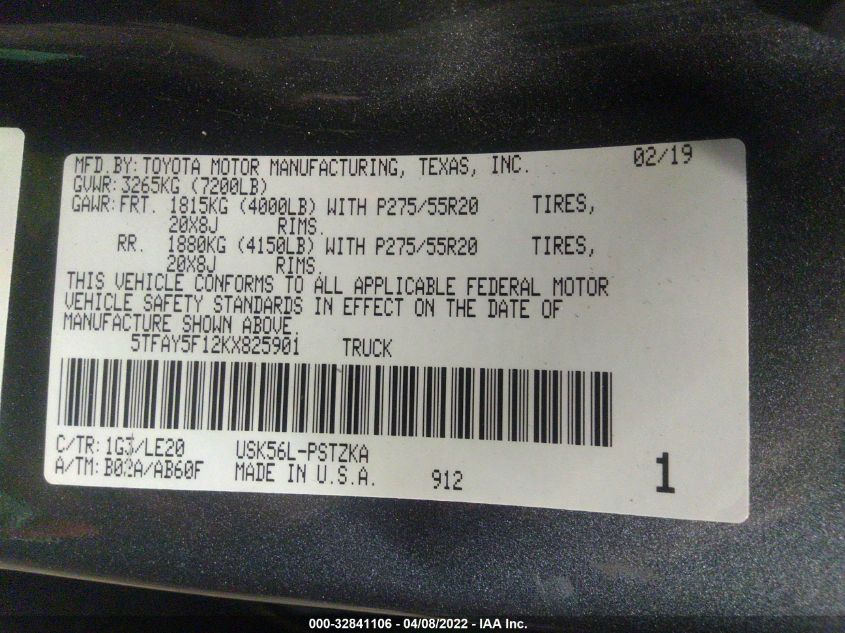 MFD.BY: TOYOTA MOTOR MANUFACTURING, TEXAS, INC. 02/19
GVWR: 3265KG (7200LB)
GAWR: FRT. 1815KG (4000LB) WITH P275/55R20 TIRES,
20X8J RIMS.
RR. 1880KG (4150LB) WITH P275/55R20 TIRES,
20X8J RIMS.
THIS VEHICLE CONFORMS TO ALL APPLICABLE FEDERAL MOTOR
VEHICLE SAFETY STANDARDS IN EFFECT ON THE DATE OF
MANUFACTURE SHOWN ABOVE.
5TFAY5F12KX825901 TRUCK
C/TR: 1G3/LE20 USK56L-PSTZKA
A/TM: B02A/AB60F MADE IN U.S.A. 912 1
000-32841106 - 04/08/2022 - IAA Inc.